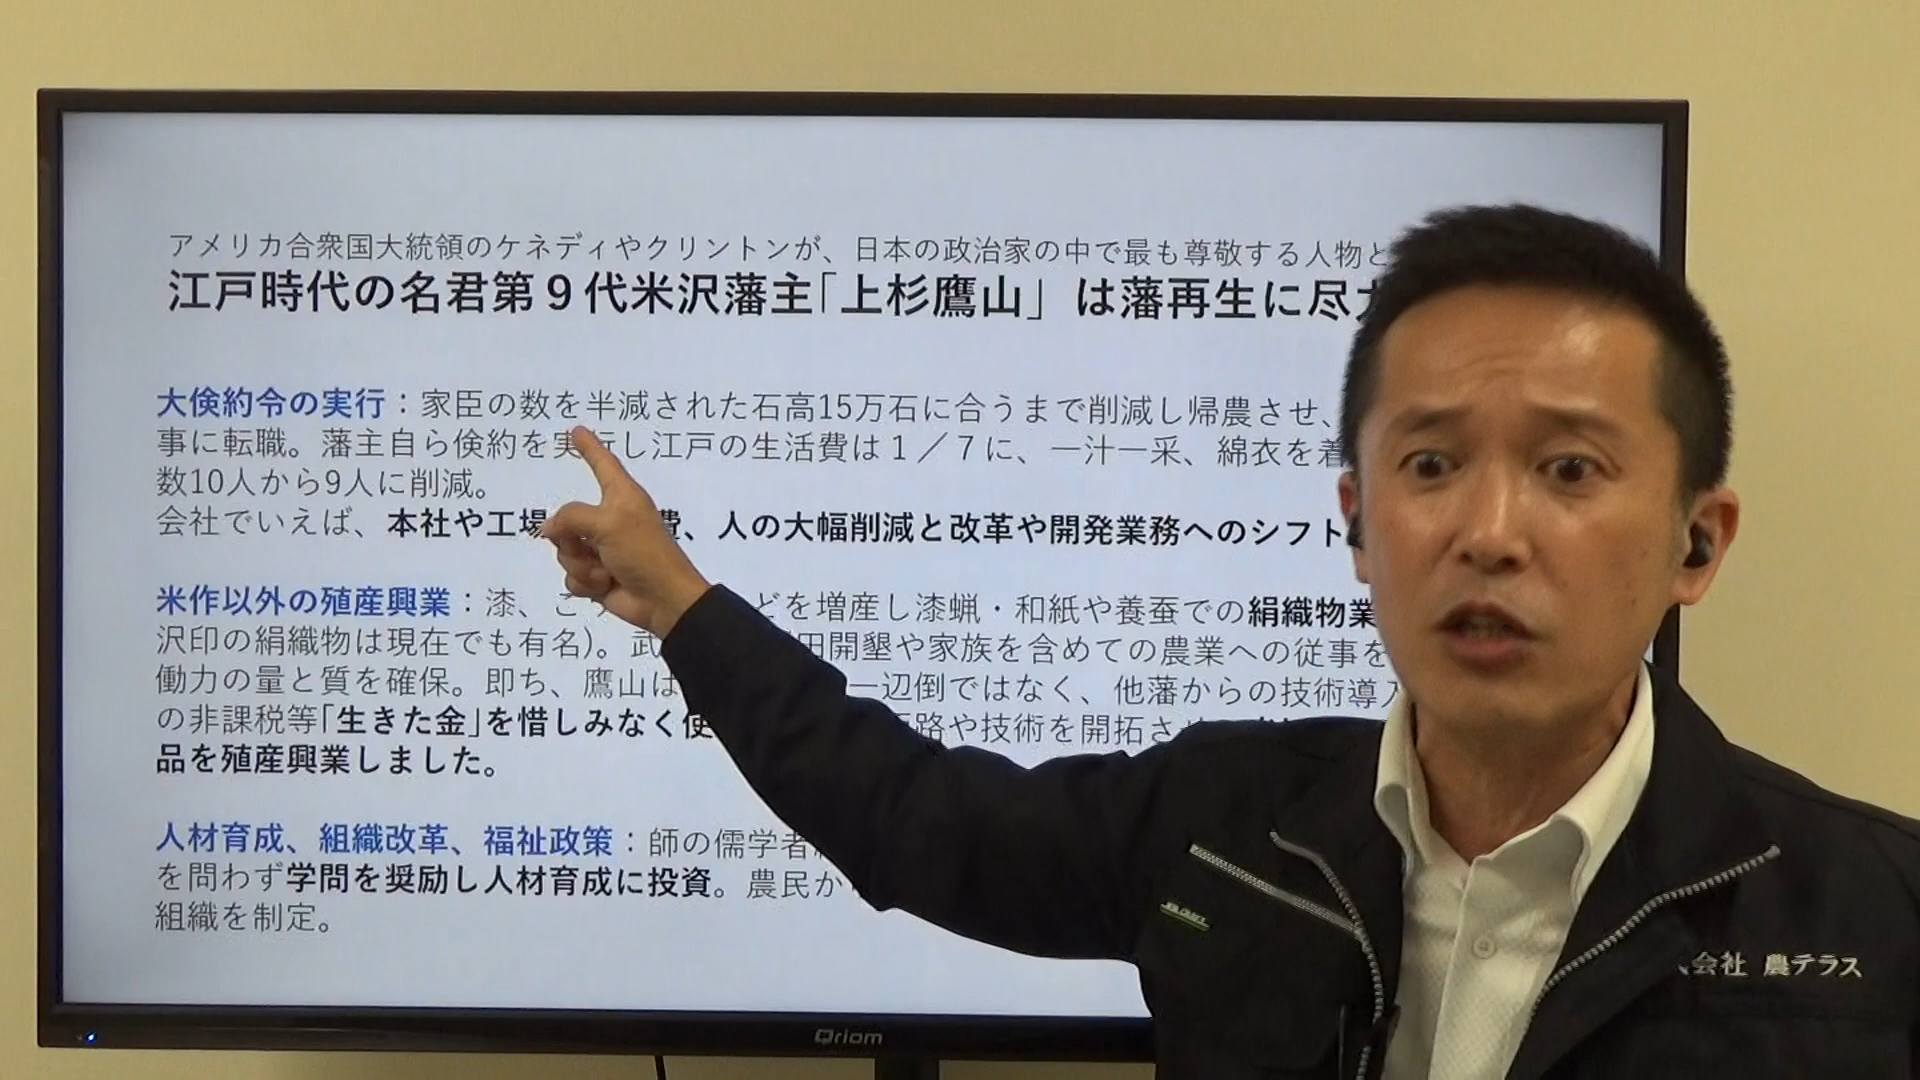 アメリカ合衆国大統領のケネディやクリントンが、日本の政治家の中で最も尊敬する人物と
江戸時代の名君第９代米沢藩主「上杉鷹山」は藩再生に尽
大倹約令の実行：家臣の数を半減された石高15万石に合うまで削減し帰農させ、
事に転職。藩主自ら倹約を実行し江戸の生活費は１／７に、一汁一采、綿衣を着
数10人から9人に削減。
会社でいえば、本社や工場 費、人の大幅削減と改革や開発業務へのシフト
米作以外の殖産興業：漆、こ どを増産し漆蝋・和紙や養蚕での絹織物業
沢印の絹織物は現在でも有名)。武 田開墾や家族を含めての農業への従事を
働力の量と質を確保。即ち、鷹山は 一辺倒ではなく、他藩からの技術導入
の非課税等「生きた金」を惜しみなく使 路や技術を開拓さ
品を殖産興業しました。
人材育成、組織改革、福祉政策：師の儒学者
を問わず学問を奨励し人材育成に投資。農民か
組織を制定。
会社 農テラス
Qriom